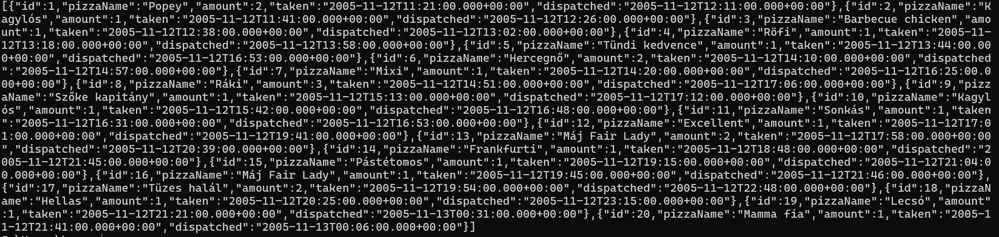 [{"id":1,"pizzaName":"Popey","amount":2,"taken":"2005-11-12T11:21:00.000+00:00","dispatched":"2005-11-12T12:11:00.000+00:00"},{"id":2,"pizzaName":"K
agylós","amount":1,"taken":"2005-11-12T11:41:00.000+00:00","dispatched":"2005-11-12T12:26:00.000+00:00"},{"id":3,"pizzaName":"Barbecue chicken","amo
unt":1,"taken":"2005-11-12T12:38:00.000+00:00","dispatched":"2005-11-12T13:02:00.000+00:00"},{"id":4,"pizzaName":"Röfi","amount":1,"taken":"2005-11-
12T13:18:00.000+00:00","dispatched":"2005-11-12T13:58:00.000+00:00"},{"id":5,"pizzaName":"Tündi kedvence","amount":1,"taken":"2005-11-12T13:44:00.00
0+00:00","dispatched":"2005-11-12T16:53:00.000+00:00"},{"id":6,"pizzaName":"Hercegnő","amount":2,"taken":"2005-11-12T14:10:00.000+00:00","dispatched
":"2005-11-12T14:57:00.000+00:00"},{"id":7,"pizzaName":"Mixi","amount":1,"taken":"2005-11-12T14:20:00.000+00:00","dispatched":"2005-11-12T16:25:00.0
00+00:00"},{"id":8,"pizzaName":"Ráki","amount":3,"taken":"2005-11-12T14:51:00.000+00:00","dispatched":"2005-11-12T17:06:00.000+00:00"},{"id":9,"pizz
aName":"Szőke kapitány","amount":1,"taken":"2005-11-12T15:13:00.000+00:00","dispatched":"2005-11-12T17:12:00.000+00:00"},{"id":10,"pizzaName":"Kagyl
ós","amount":1,"taken":"2005-11-12T15:42:00.000+00:00","dispatched":"2005-11-12T16:48:00.000+00:00"},{"id":11,"pizzaName":"Sonkás","amount":1,"taken
":"2005-11-12T16:31:00.000+00:00","dispatched":"2005-11-12T16:53:00.000+00:00"},{"id":12,"pizzaName":"Excellent","amount":1,"taken":"2005-11-12T17:0
1:00.000+00:00","dispatched":"2005-11-12T19:41:00.000+00:00"},{"id":13,"pizzaName":"Máj Fair Lady","amount":2,"taken":"2005-11-12T17:58:00.000+00:00
","dispatched":"2005-11-12T20:39:00.000+00:00"},{"id":14,"pizzaName":"Frankfurti","amount":1,"taken":"2005-11-12T18:48:00.000+00:00","dispatched":"2
005-11-12T21:45:00.000+00:00"},{"id":15,"pizzaName":"Pástétomos","amount":1,"taken":"2005-11-12T19:15:00.000+00:00","dispatched":"2005-11-12T21:04:0
0.000+00:00"},{"id":16,"pizzaName":"Máj Fair Lady","amount":1,"taken":"2005-11-12T19:45:00.000+00:00","dispatched":"2005-11-12T21:46:00.000+00:00"},
{"id":17,"pizzaName":"Tüzes halál","amount":2,"taken":"2005-11-12T19:54:00.000+00:00","dispatched":"2005-11-12T22:48:00.000+00:00"},{"id":18,"pizzaN
ame":"Hellas","amount":1,"taken":"2005-11-12T20:25:00.000+00:00","dispatched":"2005-11-12T23:15:00.000+00:00"},{"id":19,"pizzaName":"Lecsó","amount"
:1,"taken":"2005-11-12T21:21:00.000+00:00","dispatched":"2005-11-13T00:31:00.000+00:00"},{"id":20,"pizzaName":"Mamma fia","amount":1,"taken":"2005-1
1-12T21:41:00.000+00:00","dispatched":"2005-11-13T00:06:00.000+00:00"}]